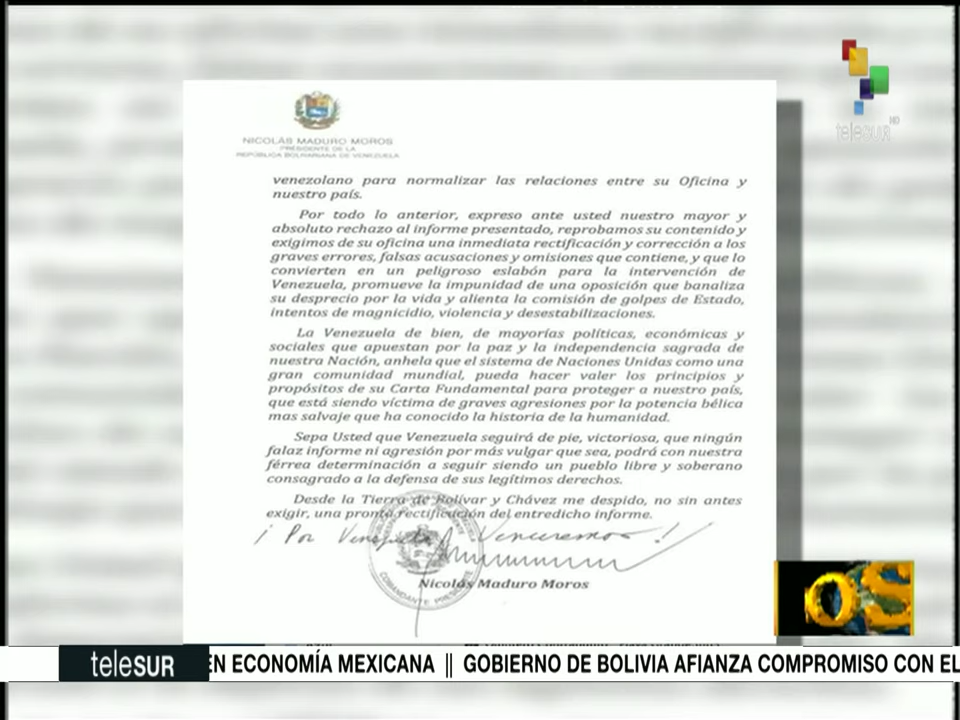 teleSUR HD
NICOLÁS MADURO MOROS
PRESIDENTE DE LA
REPÚBLICA BOLIVARIANA DE VENEZUELA
venezolano para normalizar las relaciones entre su Oficina y
nuestro país.
Por todo lo anterior, expreso ante usted nuestro mayor y
absoluto rechazo al informe presentado, reprobamos su contenido y
exigimos de su oficina una inmediata rectificación y corrección a los
graves errores, falsas acusaciones y omisiones que contiene, y que lo
convierten en un peligroso eslabón para la intervención de
Venezuela, promueve la impunidad de una oposición que banaliza
su desprecio por la vida y alienta la comisión de golpes de Estado,
intentos de magnicidio, violencia y desestabilizaciones.
La Venezuela de bien, de mayorías políticas, económicas y
sociales que apuestan por la paz y la independencia sagrada de
nuestra Nación, anhela que el sistema de Naciones Unidas como una
gran comunidad mundial, pueda hacer valer los principios y
propósitos de su Carta Fundamental para proteger a nuestro país,
que está siendo víctima de graves agresiones por la potencia bélica
mas salvaje que ha conocido la historia de la humanidad.
Sepa Usted que Venezuela seguirá de pie, victoriosa, que ningún
falaz informe ni agresión por más vulgar que sea, podrá con nuestra
férrea determinación a seguir siendo un pueblo libre y soberano
consagrado a la defensa de sus legítimos derechos.
Desde la Tierra de Bolívar y Chávez me despido, no sin antes
exigir, una pronta rectificación del entredicho informe.
¡Por Venezuela Venceremos!
COMANDANTE PRESIDENTE
Nicolás Maduro Moros
OS
teleSUR EN ECONOMÍA MEXICANA || GOBIERNO DE BOLIVIA AFIANZA COMPROMISO CON EL